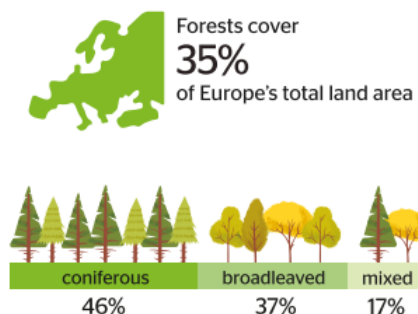 Forests cover
35%
of Europe's total land area
coniferous broadleaved mixed
46% 37% 17%